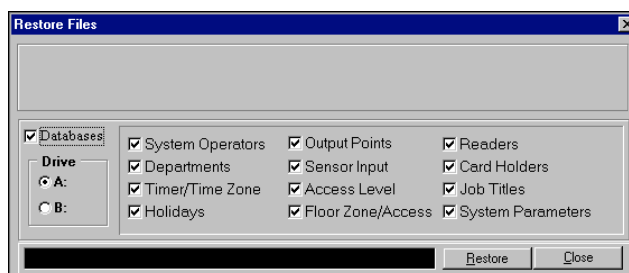 Restore Files
Databases
Drive
A:
B:
System Operators Output Points Readers
Departments Sensor Input Card Holders
Timer/Time Zone Access Level Job Titles
Holidays Floor Zone/Access System Parameters
Restore Close